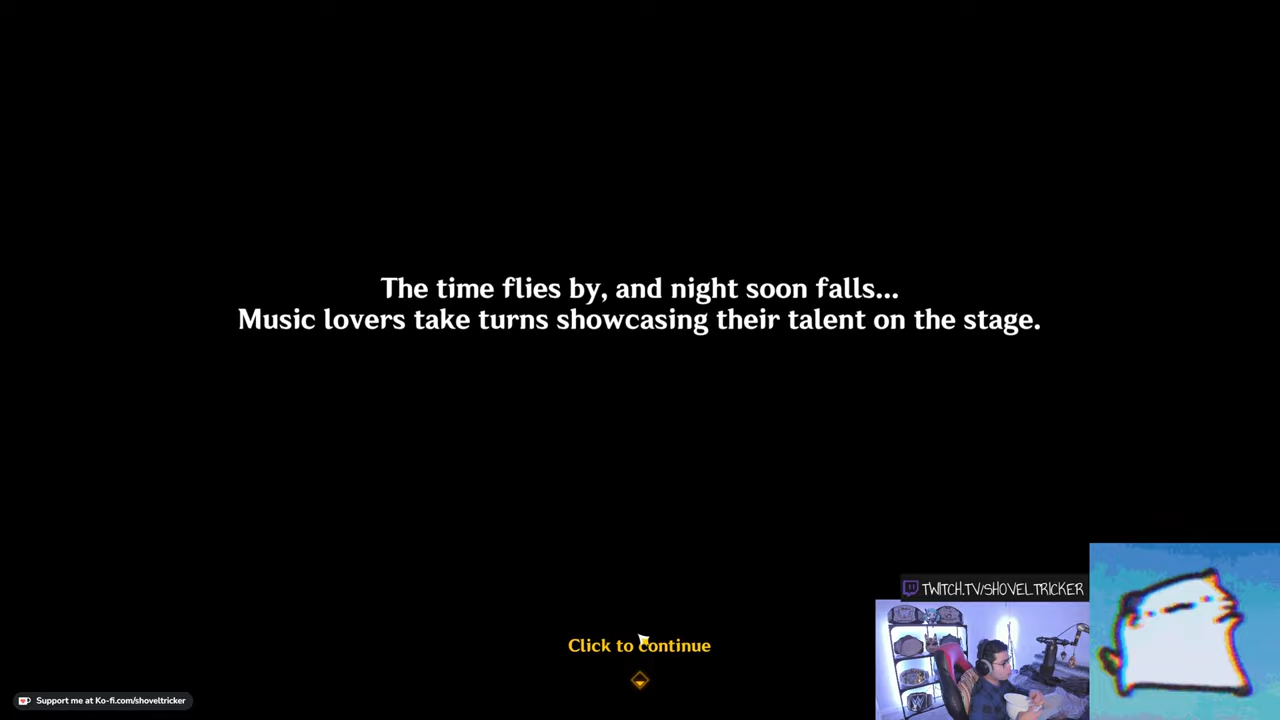 The time flies by, and night soon falls...
Music lovers take turns showcasing their talent on the stage.
Click to continue
TWITCH.TV/SHOVELTRICKER
Support me at Ko-fi.com/shoveltricker